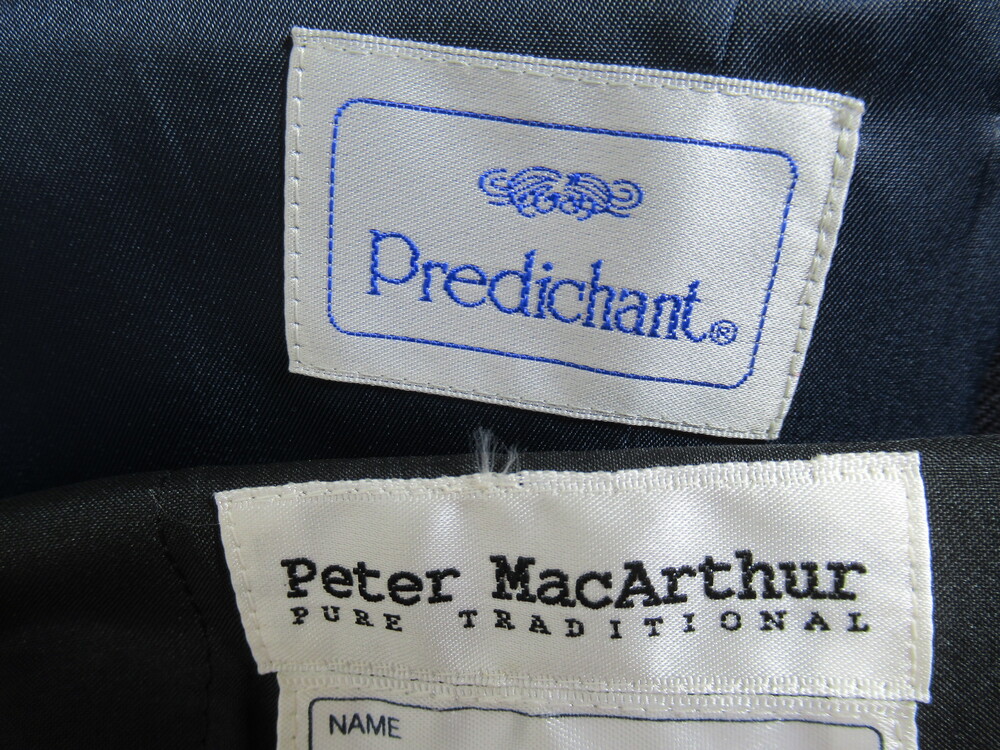 Predichant®
Peter MacArthur
PURE TRADITIONAL
NAME